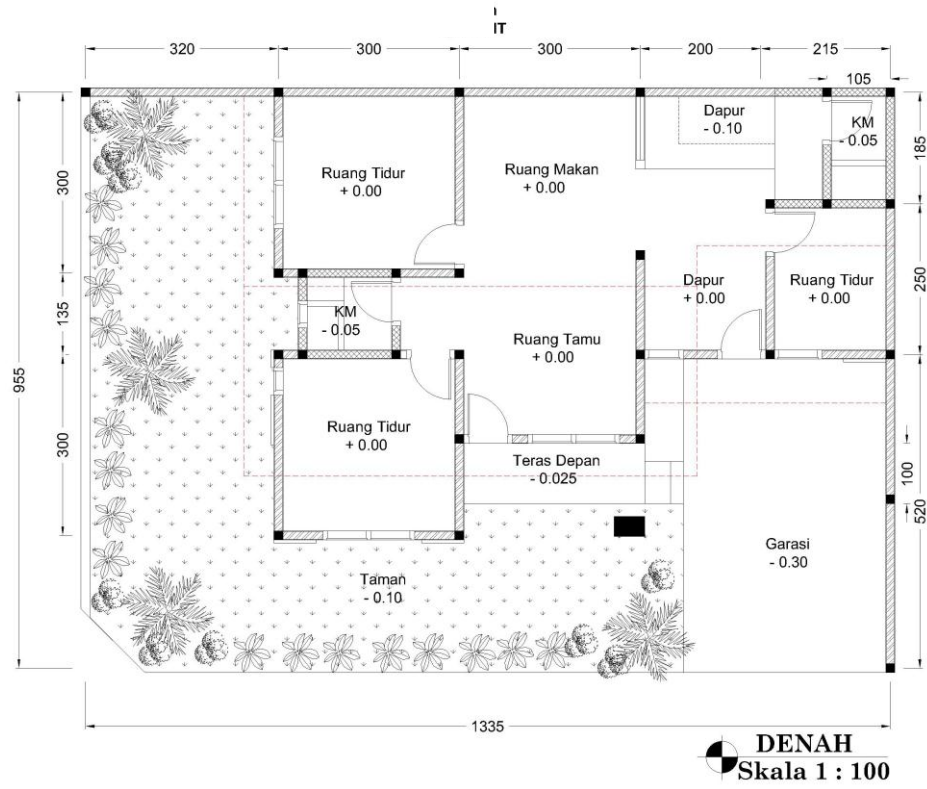 IT
320 300 300 200 215
105
Dapur
- 0.10
KM
- 0.05
185
Ruang Tidur
+ 0.00
Ruang Makan
+ 0.00
300
250
Dapur
+ 0.00
Ruang Tidur
+ 0.00
135
KM
- 0.05
Ruang Tamu
+ 0.00
955
300
Ruang Tidur
+ 0.00
Teras Depan
- 0.025
100
520
Garasi
- 0.30
Taman
- 0.10
1335
DENAH
Skala 1 : 100